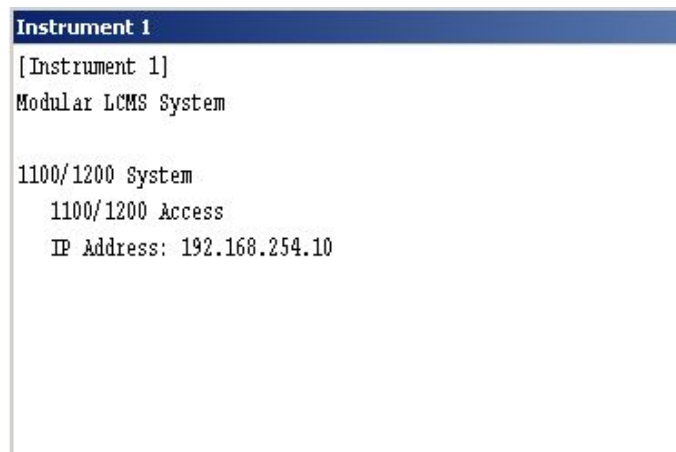 Instrument 1
[Instrument 1]
Modular LCMS System
1100/1200 System
1100/1200 Access
IP Address: 192.168.254.10